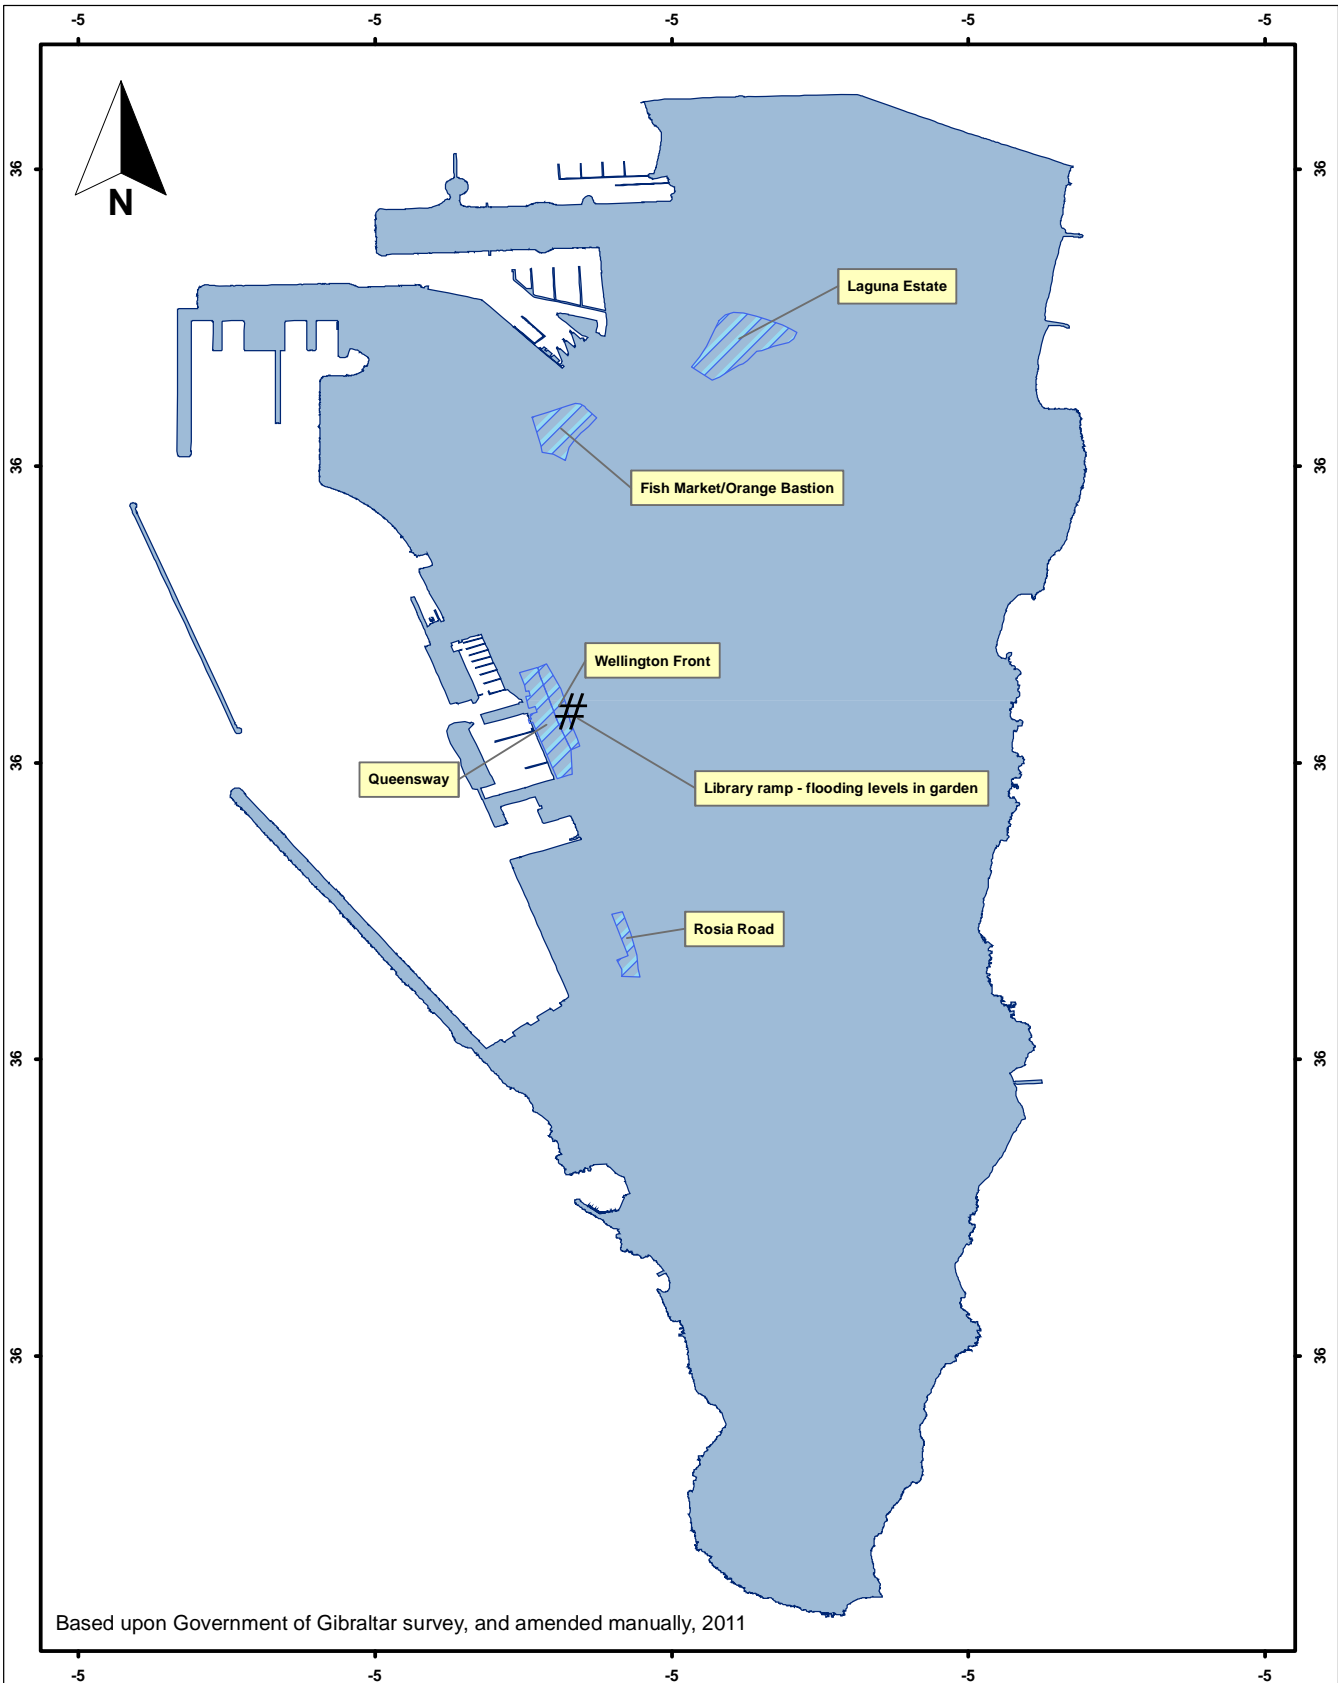 -5 -5 -5 -5 -5
N
36 36
Laguna Estate
36 36
Fish Market/Orange Bastion
Wellington Front
#
36 36
Queensway
Library ramp - flooding levels in garden
Rosia Road
36 36
36 36
Based upon Government of Gibraltar survey, and amended manually, 2011
-5 -5 -5 -5 -5